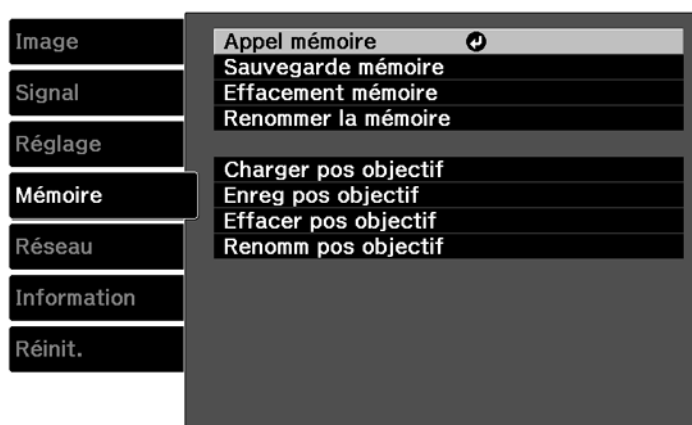 Image
Signal
Réglage
Mémoire
Réseau
Information
Réinit.
Appel mémoire
Sauvegarde mémoire
Effacement mémoire
Renommer la mémoire
Charger pos objectif
Enreg pos objectif
Effacer pos objectif
Renomm pos objectif